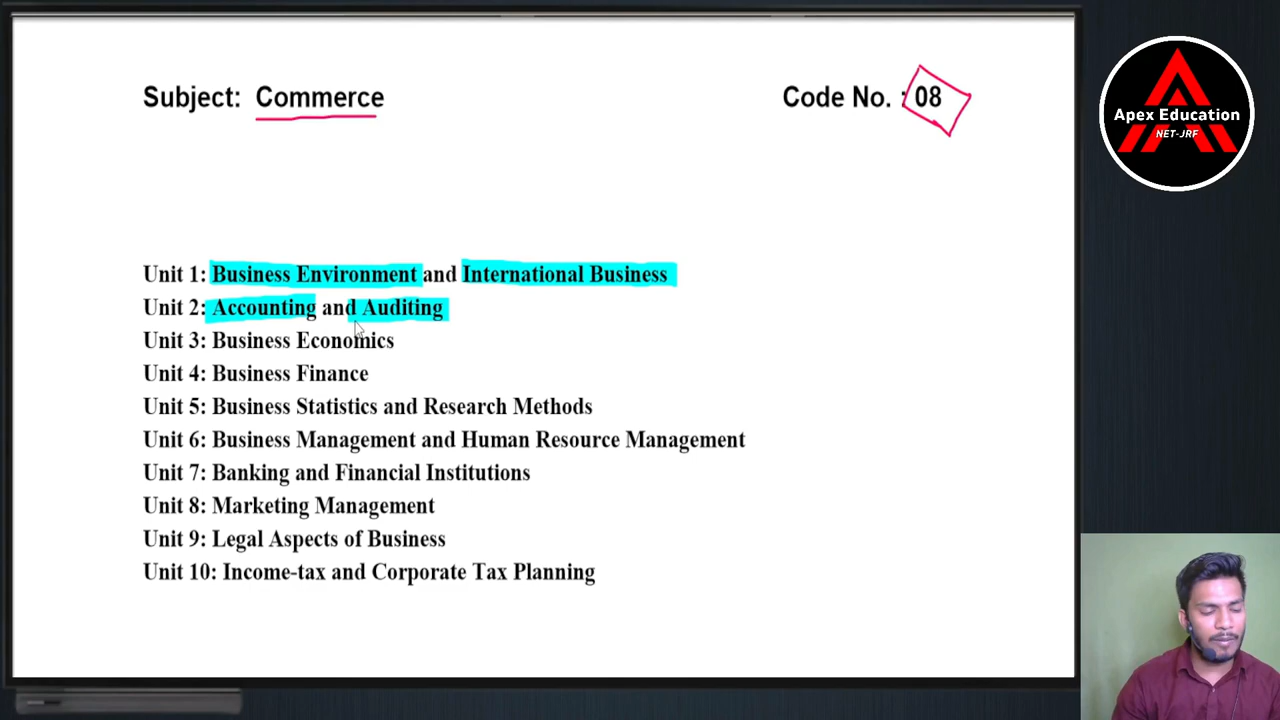 Subject: Commerce
Code No. : 08
Apex Education
NET-JRF
Unit 1: Business Environment and International Business
Unit 2: Accounting and Auditing
Unit 3: Business Economics
Unit 4: Business Finance
Unit 5: Business Statistics and Research Methods
Unit 6: Business Management and Human Resource Management
Unit 7: Banking and Financial Institutions
Unit 8: Marketing Management
Unit 9: Legal Aspects of Business
Unit 10: Income-tax and Corporate Tax Planning